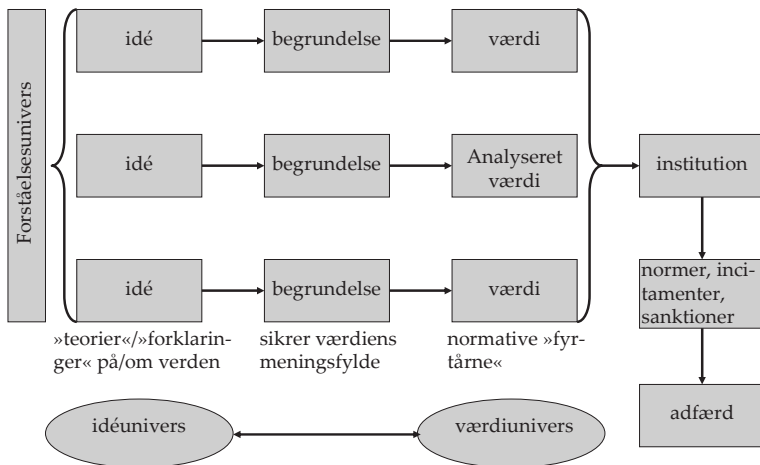 Forståelsesunivers
idé
begrundelse
værdi
idé
begrundelse
Analyseret
værdi
institution
idé
begrundelse
værdi
normer, inci-
tamenter,
sanktioner
»teorier«/»forklarin-
ger« på/om verden
sikrer værdiens
meningsfylde
normative »fyr-
tårne«
idéunivers
værdiunivers
adfærd